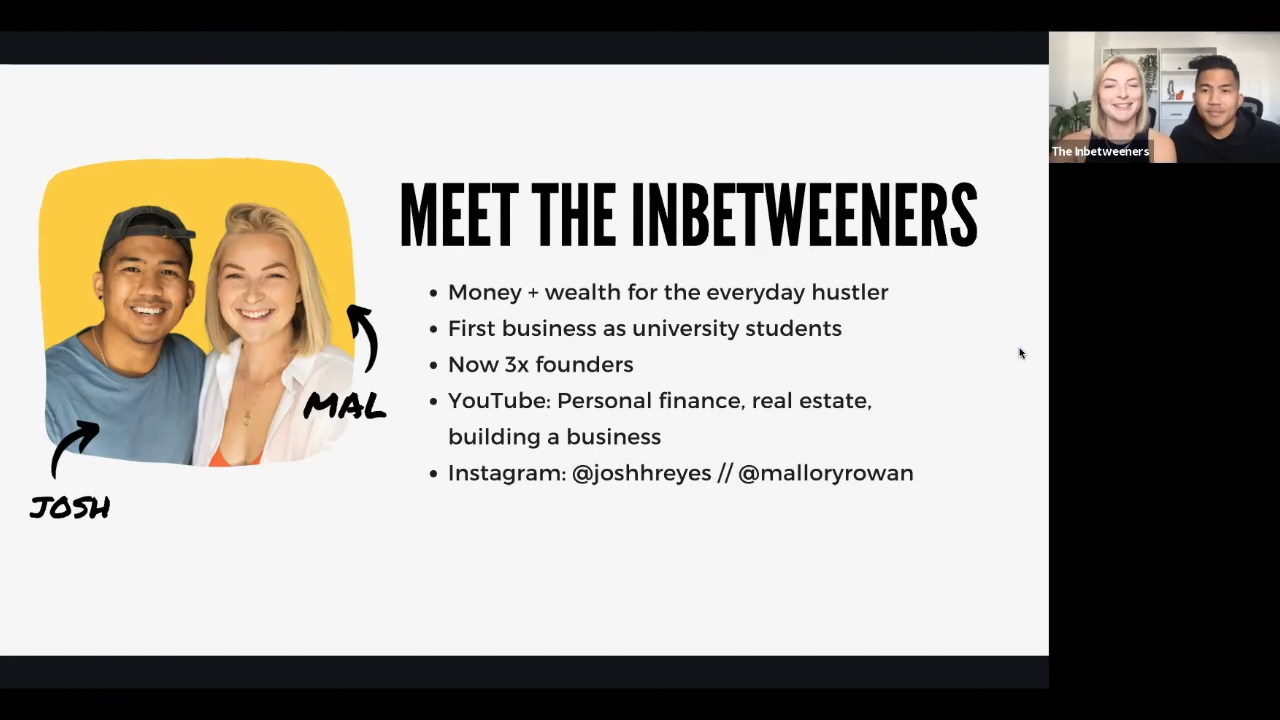 The Inbetweeners
MEET THE INBETWEENERS
Money + wealth for the everyday hustler
First business as university students
Now 3x founders
YouTube: Personal finance, real estate,
building a business
Instagram: @joshhreyes // @malloryrowan
MAL
JOSH